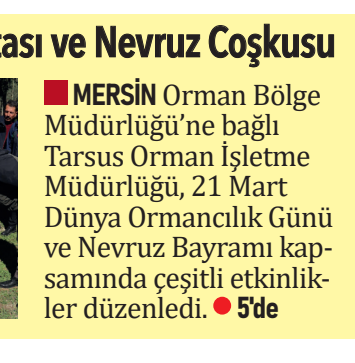 ve Nevruz Coşkusu
MERSİN Orman Bölge
Müdürlüğü’ne bağlı
Tarsus Orman İşletme
Müdürlüğü, 21 Mart
Dünya Ormancılık Günü
ve Nevruz Bayramı kap-
samında çeşitli etkinlik-
ler düzenledi. ● 5'de